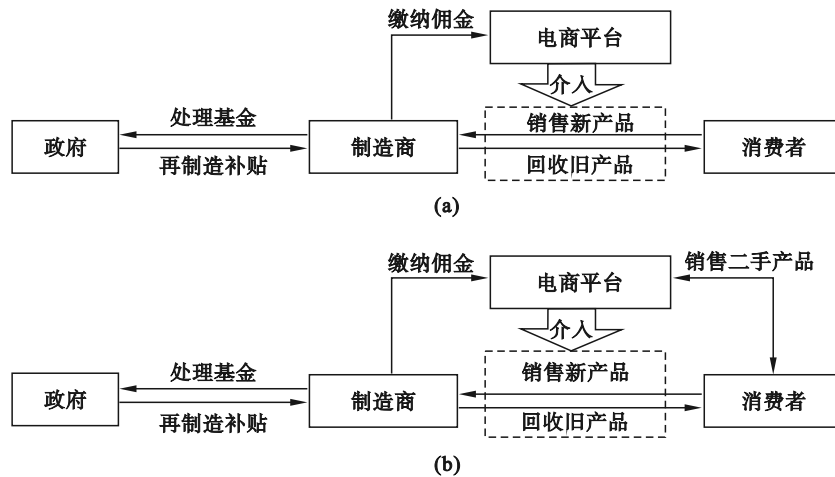 缴纳佣金
电商平台
介入
处理基金
销售新产品
政府
制造商
消费者
再制造补贴
回收旧产品
(a)
缴纳佣金
电商平台
销售二手产品
介入
处理基金
销售新产品
政府
制造商
消费者
再制造补贴
回收旧产品
(b)